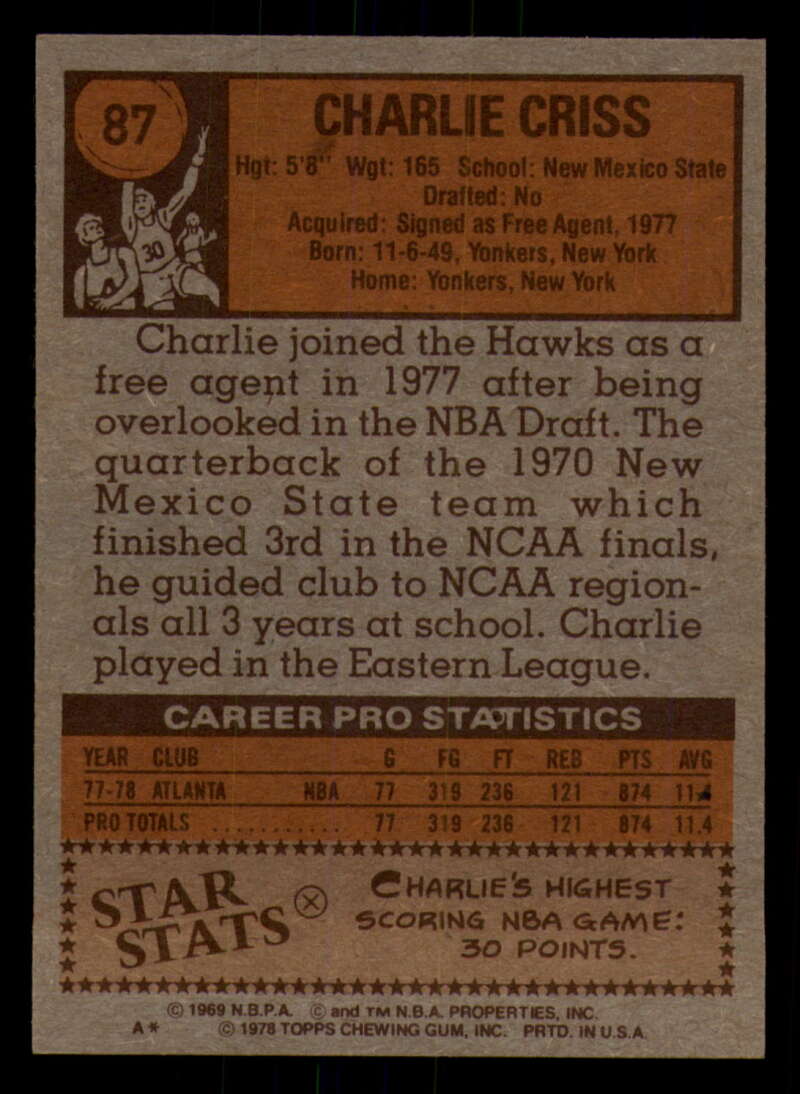 87
CHARLIE CRISS
Hgt: 5'8" Wgt: 165 School: New Mexico State
Drafted: No
Acquired: Signed as Free Agent, 1977
Born: 11-6-49, Yonkers, New York
Home: Yonkers, New York
30
Charlie joined the Hawks as a
free agent in 1977 after being
overlooked in the NBA Draft. The
quarterback of the 1970 New
Mexico State team which
finished 3rd in the NCAA finals,
he guided club to NCAA region-
als all 3 years at school. Charlie
played in the Eastern League.
CAREER PRO STATISTICS
YEAR CLUB G FG FT REB PTS AVG
77-78 ATLANTA NBA 77 319 236 121 874 11.4
PRO TOTALS ........... 77 319 236 121 874 11.4
STAR
STATS
CHARLIE'S HIGHEST
SCORING NBA GAME:
30 POINTS.
© 1969 N.B.P.A. © and TM N.B.A. PROPERTIES, INC.
A* © 1978 TOPPS CHEWING GUM, INC. PRTD. IN U.S.A.